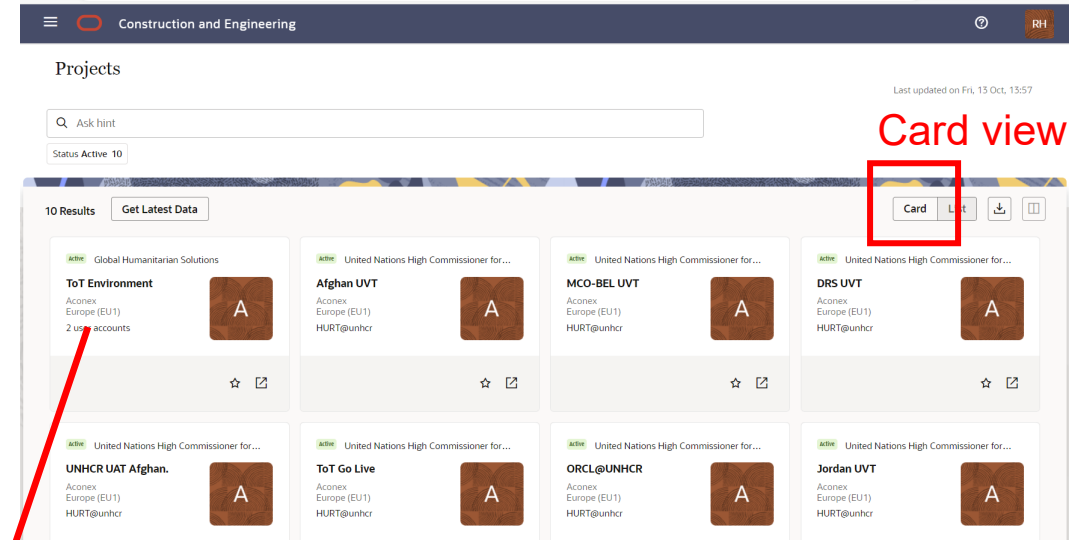 Construction and Engineering
RH
Projects
Last updated on Fri, 13 Oct, 13:57
Ask hint
Card view
Status Active 10
10 Results
Get Latest Data
Card
List
Active Global Humanitarian Solutions
ToT Environment
Aconex
Europe (EU1)
2 user accounts
A
Active United Nations High Commissioner for...
Afghan UVT
Aconex
Europe (EU1)
HURT@unhcr
A
Active United Nations High Commissioner for...
MCO-BEL UVT
Aconex
Europe (EU1)
HURT@unhcr
A
Active United Nations High Commissioner for...
DRS UVT
Aconex
Europe (EU1)
HURT@unhcr
A
Active United Nations High Commissioner for...
UNHCR UAT Afghan.
Aconex
Europe (EU1)
HURT@unhcr
A
Active United Nations High Commissioner for...
ToT Go Live
Aconex
Europe (EU1)
HURT@unhcr
A
Active United Nations High Commissioner for...
ORCL@UNHCR
Aconex
Europe (EU1)
HURT@unhcr
A
Active United Nations High Commissioner for...
Jordan UVT
Aconex
Europe (EU1)
HURT@unhcr
A